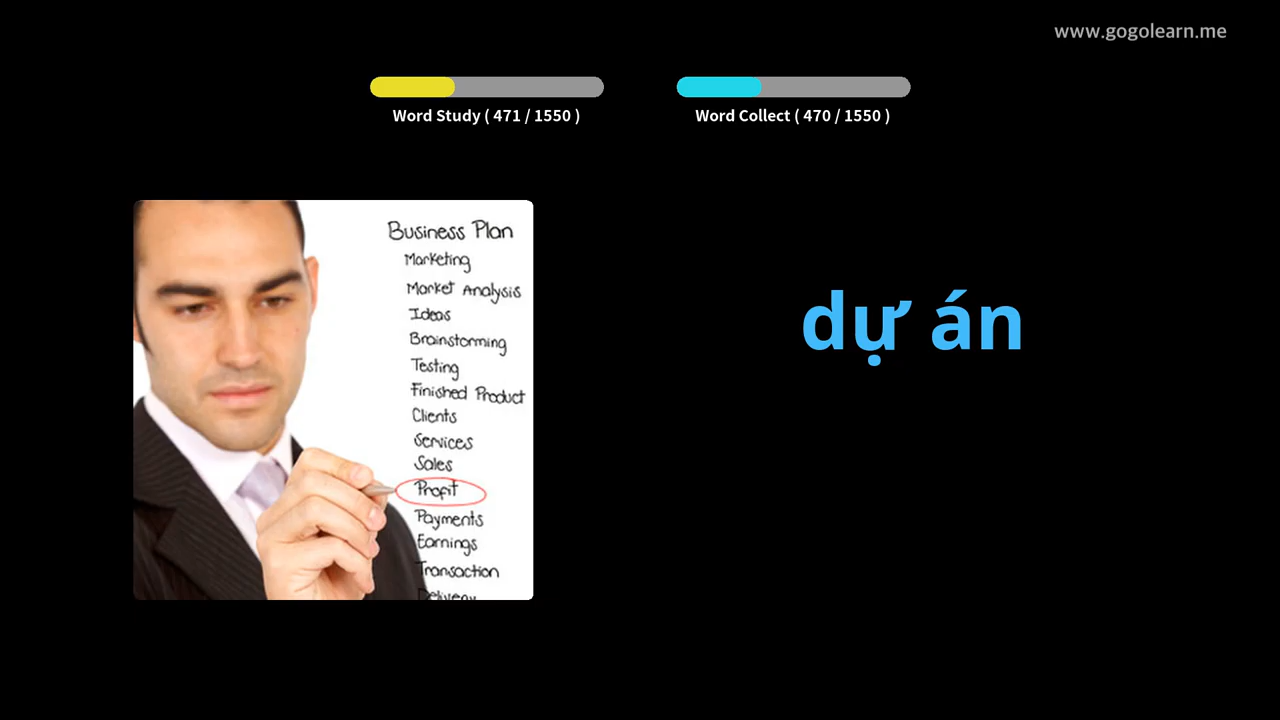 www.gogolearn.me
Word Study ( 471 / 1550 )
Word Collect ( 470 / 1550 )
Business Plan
Marketing
Market Analysis
Ideas
Brainstorming
Testing
Finished Product
Clients
Services
Sales
Profit
Payments
Earnings
Transaction
Delivery
dự án